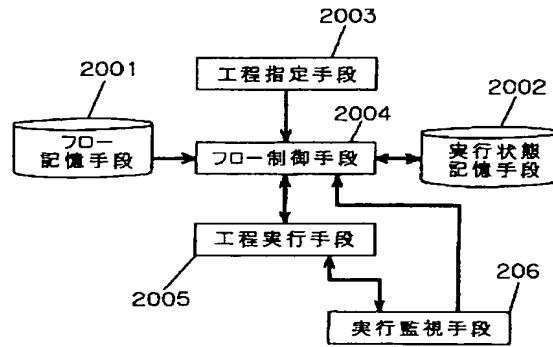 2003
工程指定手段
2001
フロー
記憶手段
2004
フロー制御手段
2002
実行状態
記憶手段
工程実行手段
2005
206
実行監視手段